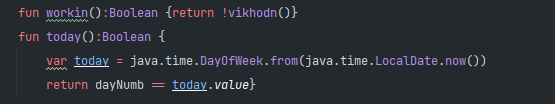 fun workin():Boolean {return !vikhodn()}
fun today():Boolean {
var today = java.time.DayOfWeek.from(java.time.LocalDate.now())
return dayNumb == today.value}